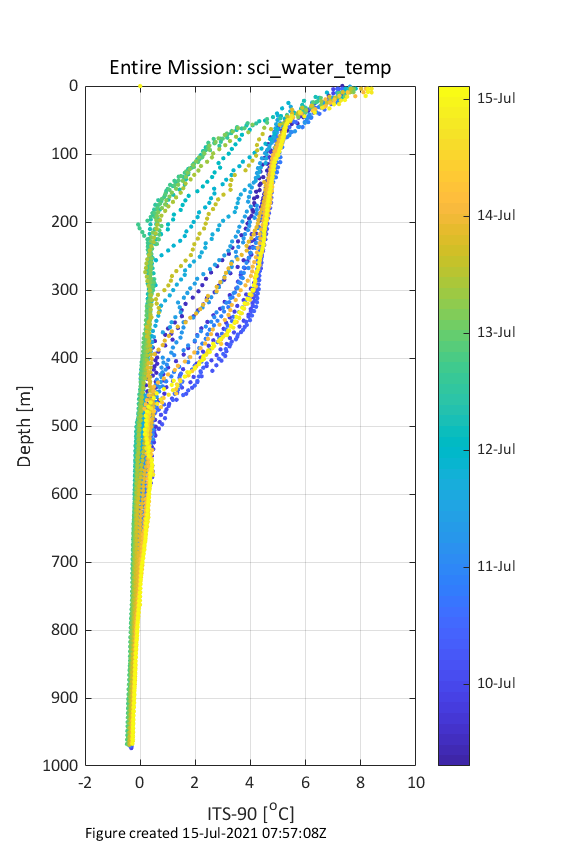 Entire Mission: sci_water_temp
0
100
200
300
400
500
600
700
800
900
1000
Depth [m]
-2 0 2 4 6 8 10
ITS-90 [°C]
Figure created 15-Jul-2021 07:57:08Z
15-Jul
14-Jul
13-Jul
12-Jul
11-Jul
10-Jul